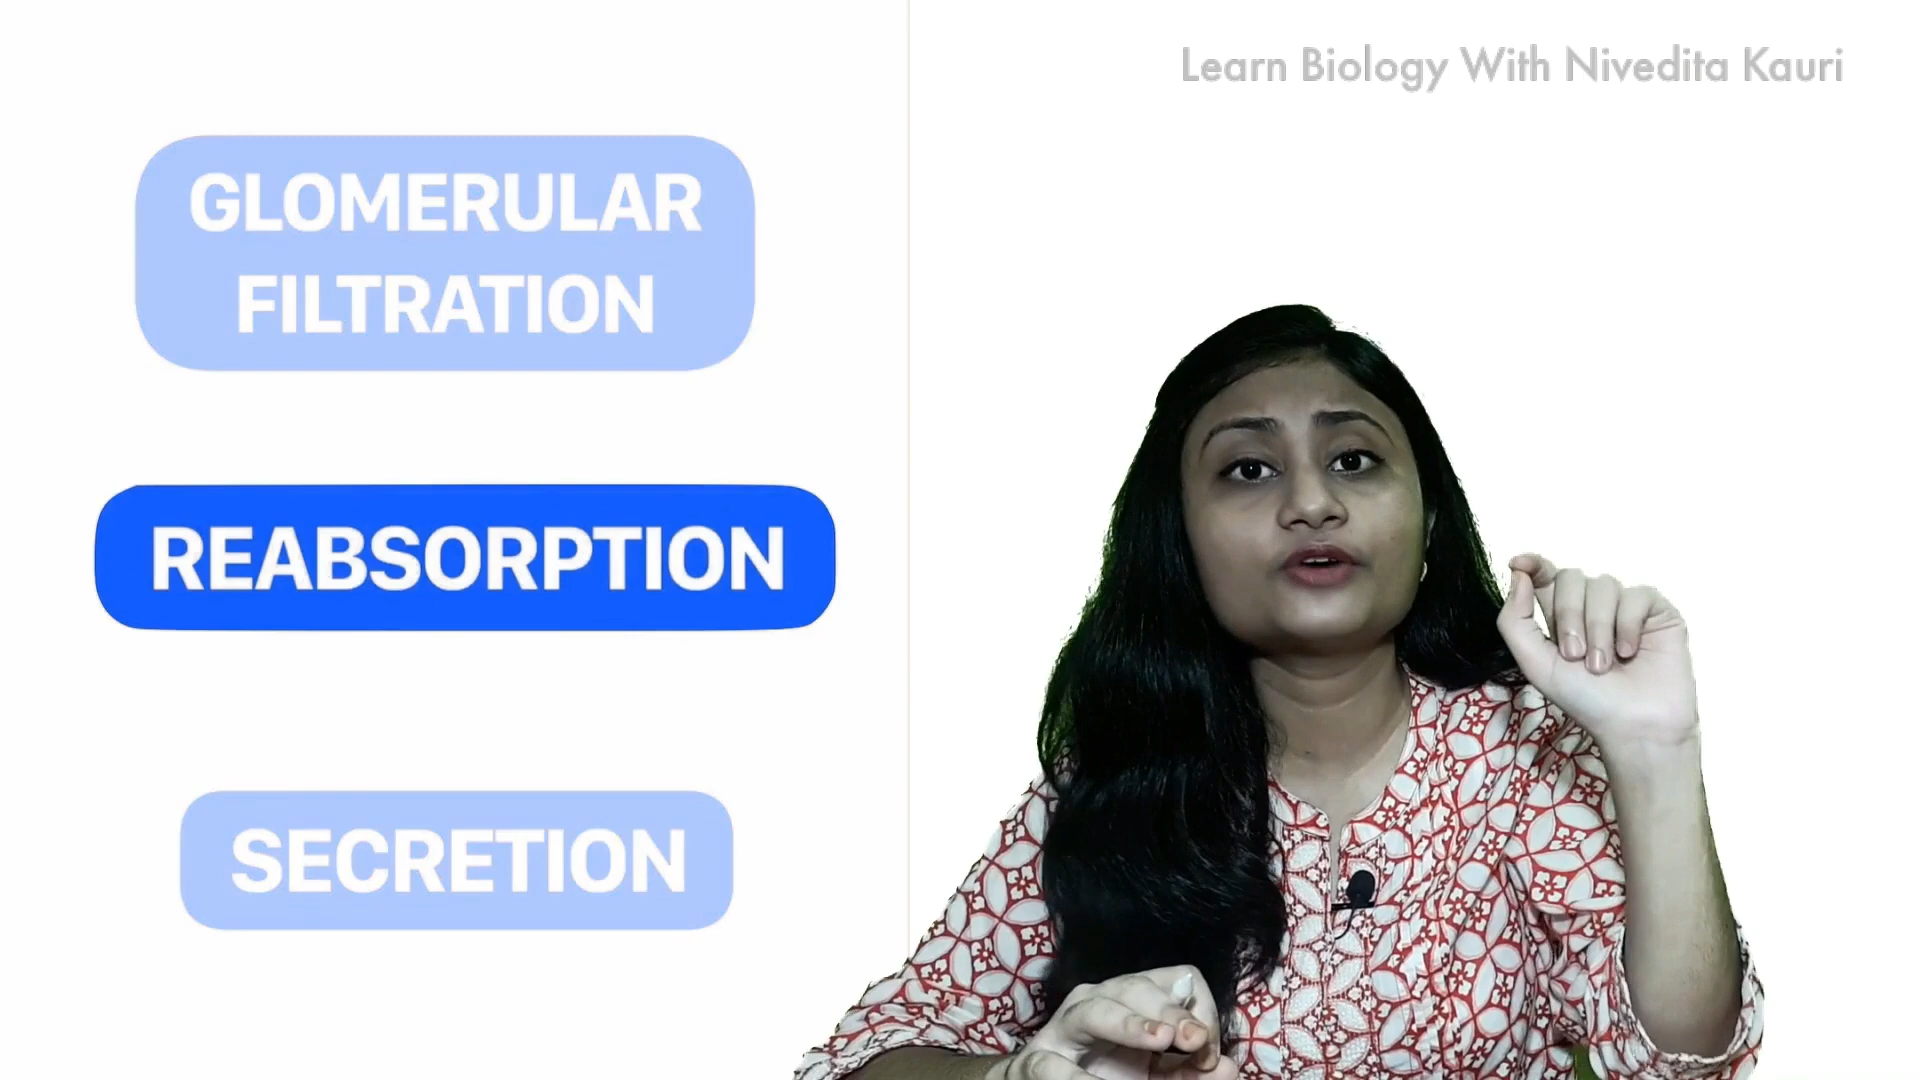 Learn Biology With Nivedita Kauri
GLOMERULAR
FILTRATION
REABSORPTION
SECRETION